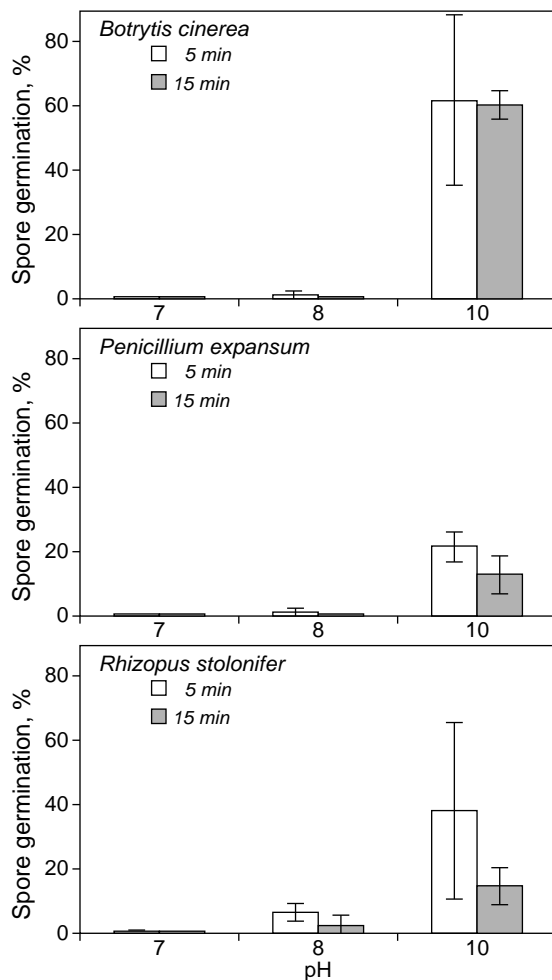 Botrytis cinerea
5 min
15 min
Spore germination, %
80
60
40
20
0
7 8 10
Penicillium expansum
5 min
15 min
Spore germination, %
80
60
40
20
0
7 8 10
Rhizopus stolonifer
5 min
15 min
Spore germination, %
80
60
40
20
0
7 8 10
pH